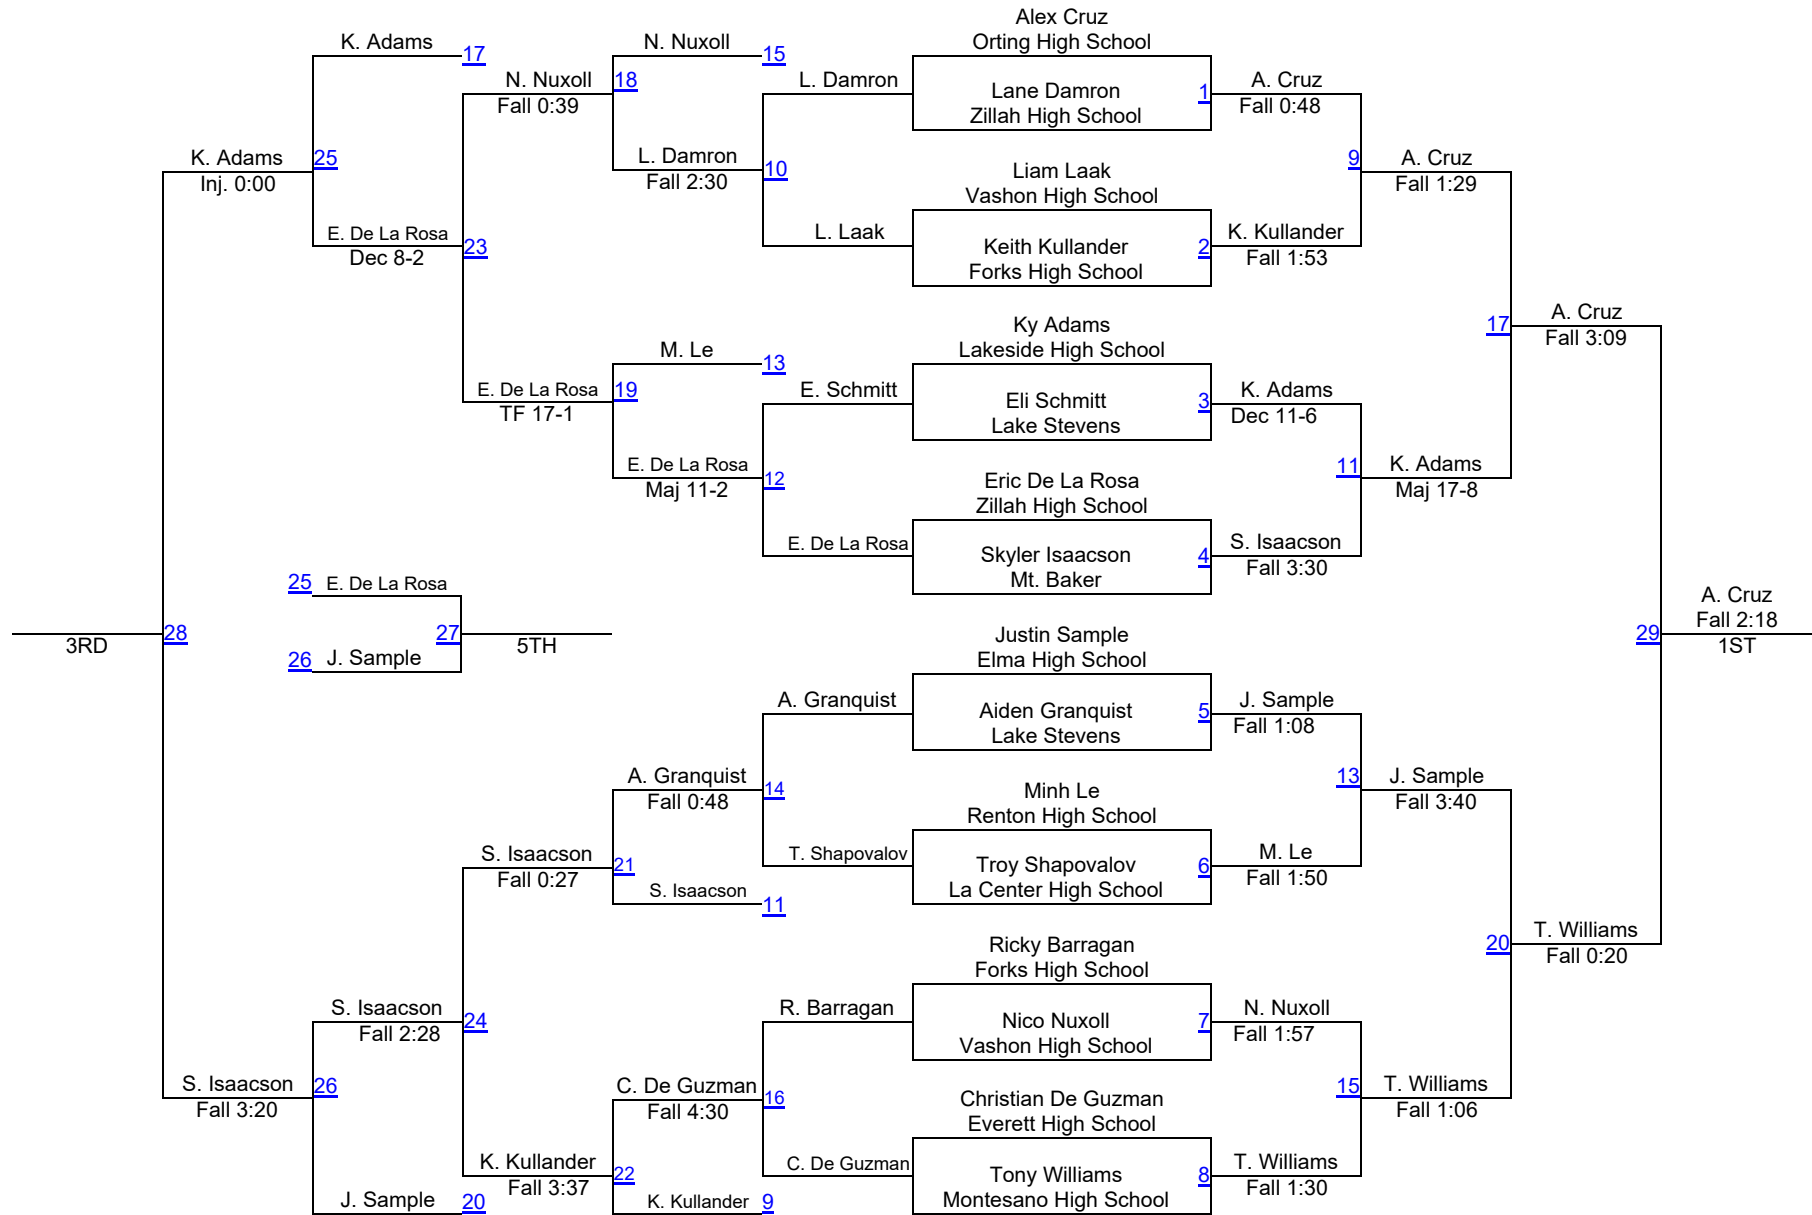 Alex Cruz
K. Adams
17
N. Nuxoll
15
Orting High School
N. Nuxoll
18
L. Damron
Lane Damron
1
A. Cruz
Fall 0:39
Zillah High School
Fall 0:48
K. Adams
25
L. Damron
10
Liam Laak
9
A. Cruz
Inj. 0:00
Fall 2:30
Vashon High School
Fall 1:29
E. De La Rosa
23
L. Laak
Keith Kullander
2
K. Kullander
Dec 8-2
Forks High School
Fall 1:53
Ky Adams
17
A. Cruz
M. Le
13
Lakeside High School
Fall 3:09
E. De La Rosa
19
E. Schmitt
Eli Schmitt
3
K. Adams
TF 17-1
Lake Stevens
Dec 11-6
E. De La Rosa
12
Eric De La Rosa
11
K. Adams
Maj 11-2
Zillah High School
Maj 17-8
E. De La Rosa
Skyler Isaacson
4
S. Isaacson
Mt. Baker
Fall 3:30
25
E. De La Rosa
A. Cruz
Fall 2:18
3RD
28
27
5TH
Justin Sample
29
1ST
26
J. Sample
Elma High School
A. Granquist
Aiden Granquist
5
J. Sample
Lake Stevens
Fall 1:08
A. Granquist
14
Minh Le
13
J. Sample
Fall 0:48
Renton High School
Fall 3:40
S. Isaacson
21
T. Shapovalov
Troy Shapovalov
6
M. Le
Fall 0:27
S. Isaacson
11
La Center High School
Fall 1:50
Ricky Barragan
20
T. Williams
Forks High School
Fall 0:20
S. Isaacson
24
R. Barragan
Nico Nuxoll
7
N. Nuxoll
Fall 2:28
Vashon High School
Fall 1:57
S. Isaacson
26
C. De Guzman
16
Christian De Guzman
15
T. Williams
Fall 3:20
Fall 4:30
Everett High School
Fall 1:06
K. Kullander
22
C. De Guzman
Tony Williams
8
T. Williams
Fall 3:37
Montesano High School
Fall 1:30
J. Sample
20
K. Kullander
9